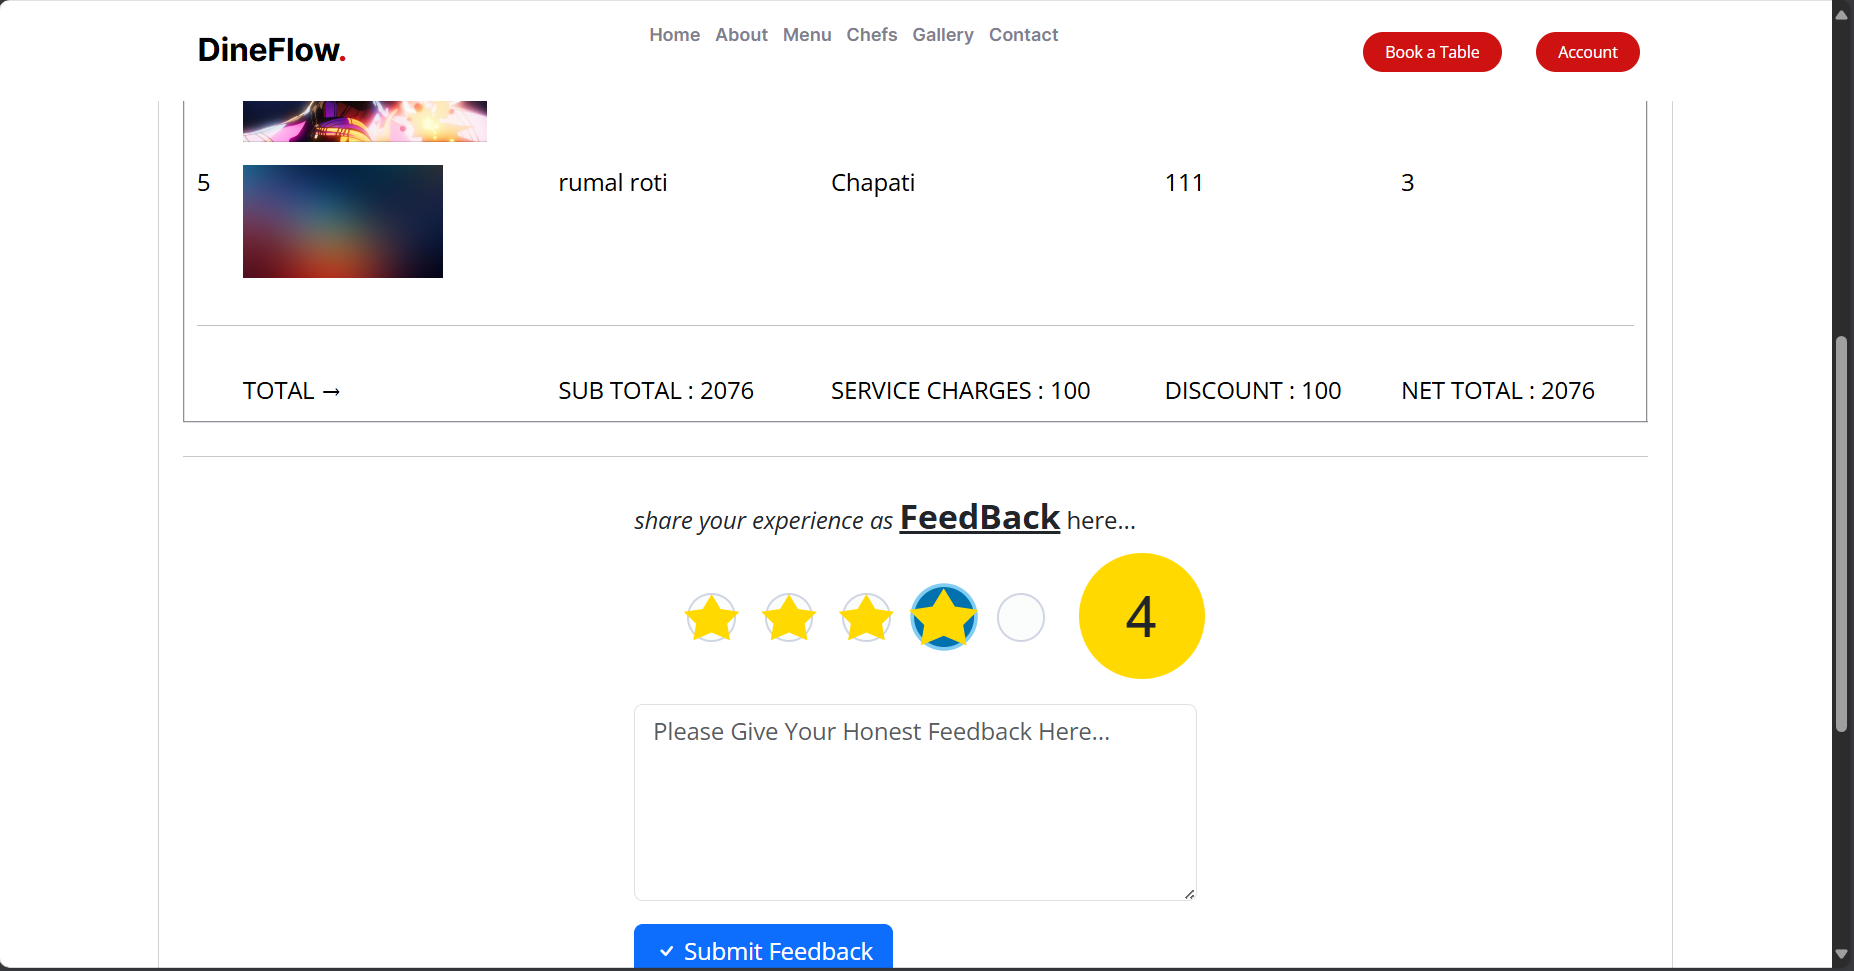 DineFlow.
Home About Menu Chefs Gallery Contact
Book a Table
Account
5 rumal roti Chapati 111 3
TOTAL → SUB TOTAL : 2076 SERVICE CHARGES : 100 DISCOUNT : 100 NET TOTAL : 2076
share your experience as FeedBack here...
4
Please Give Your Honest Feedback Here...
Submit Feedback